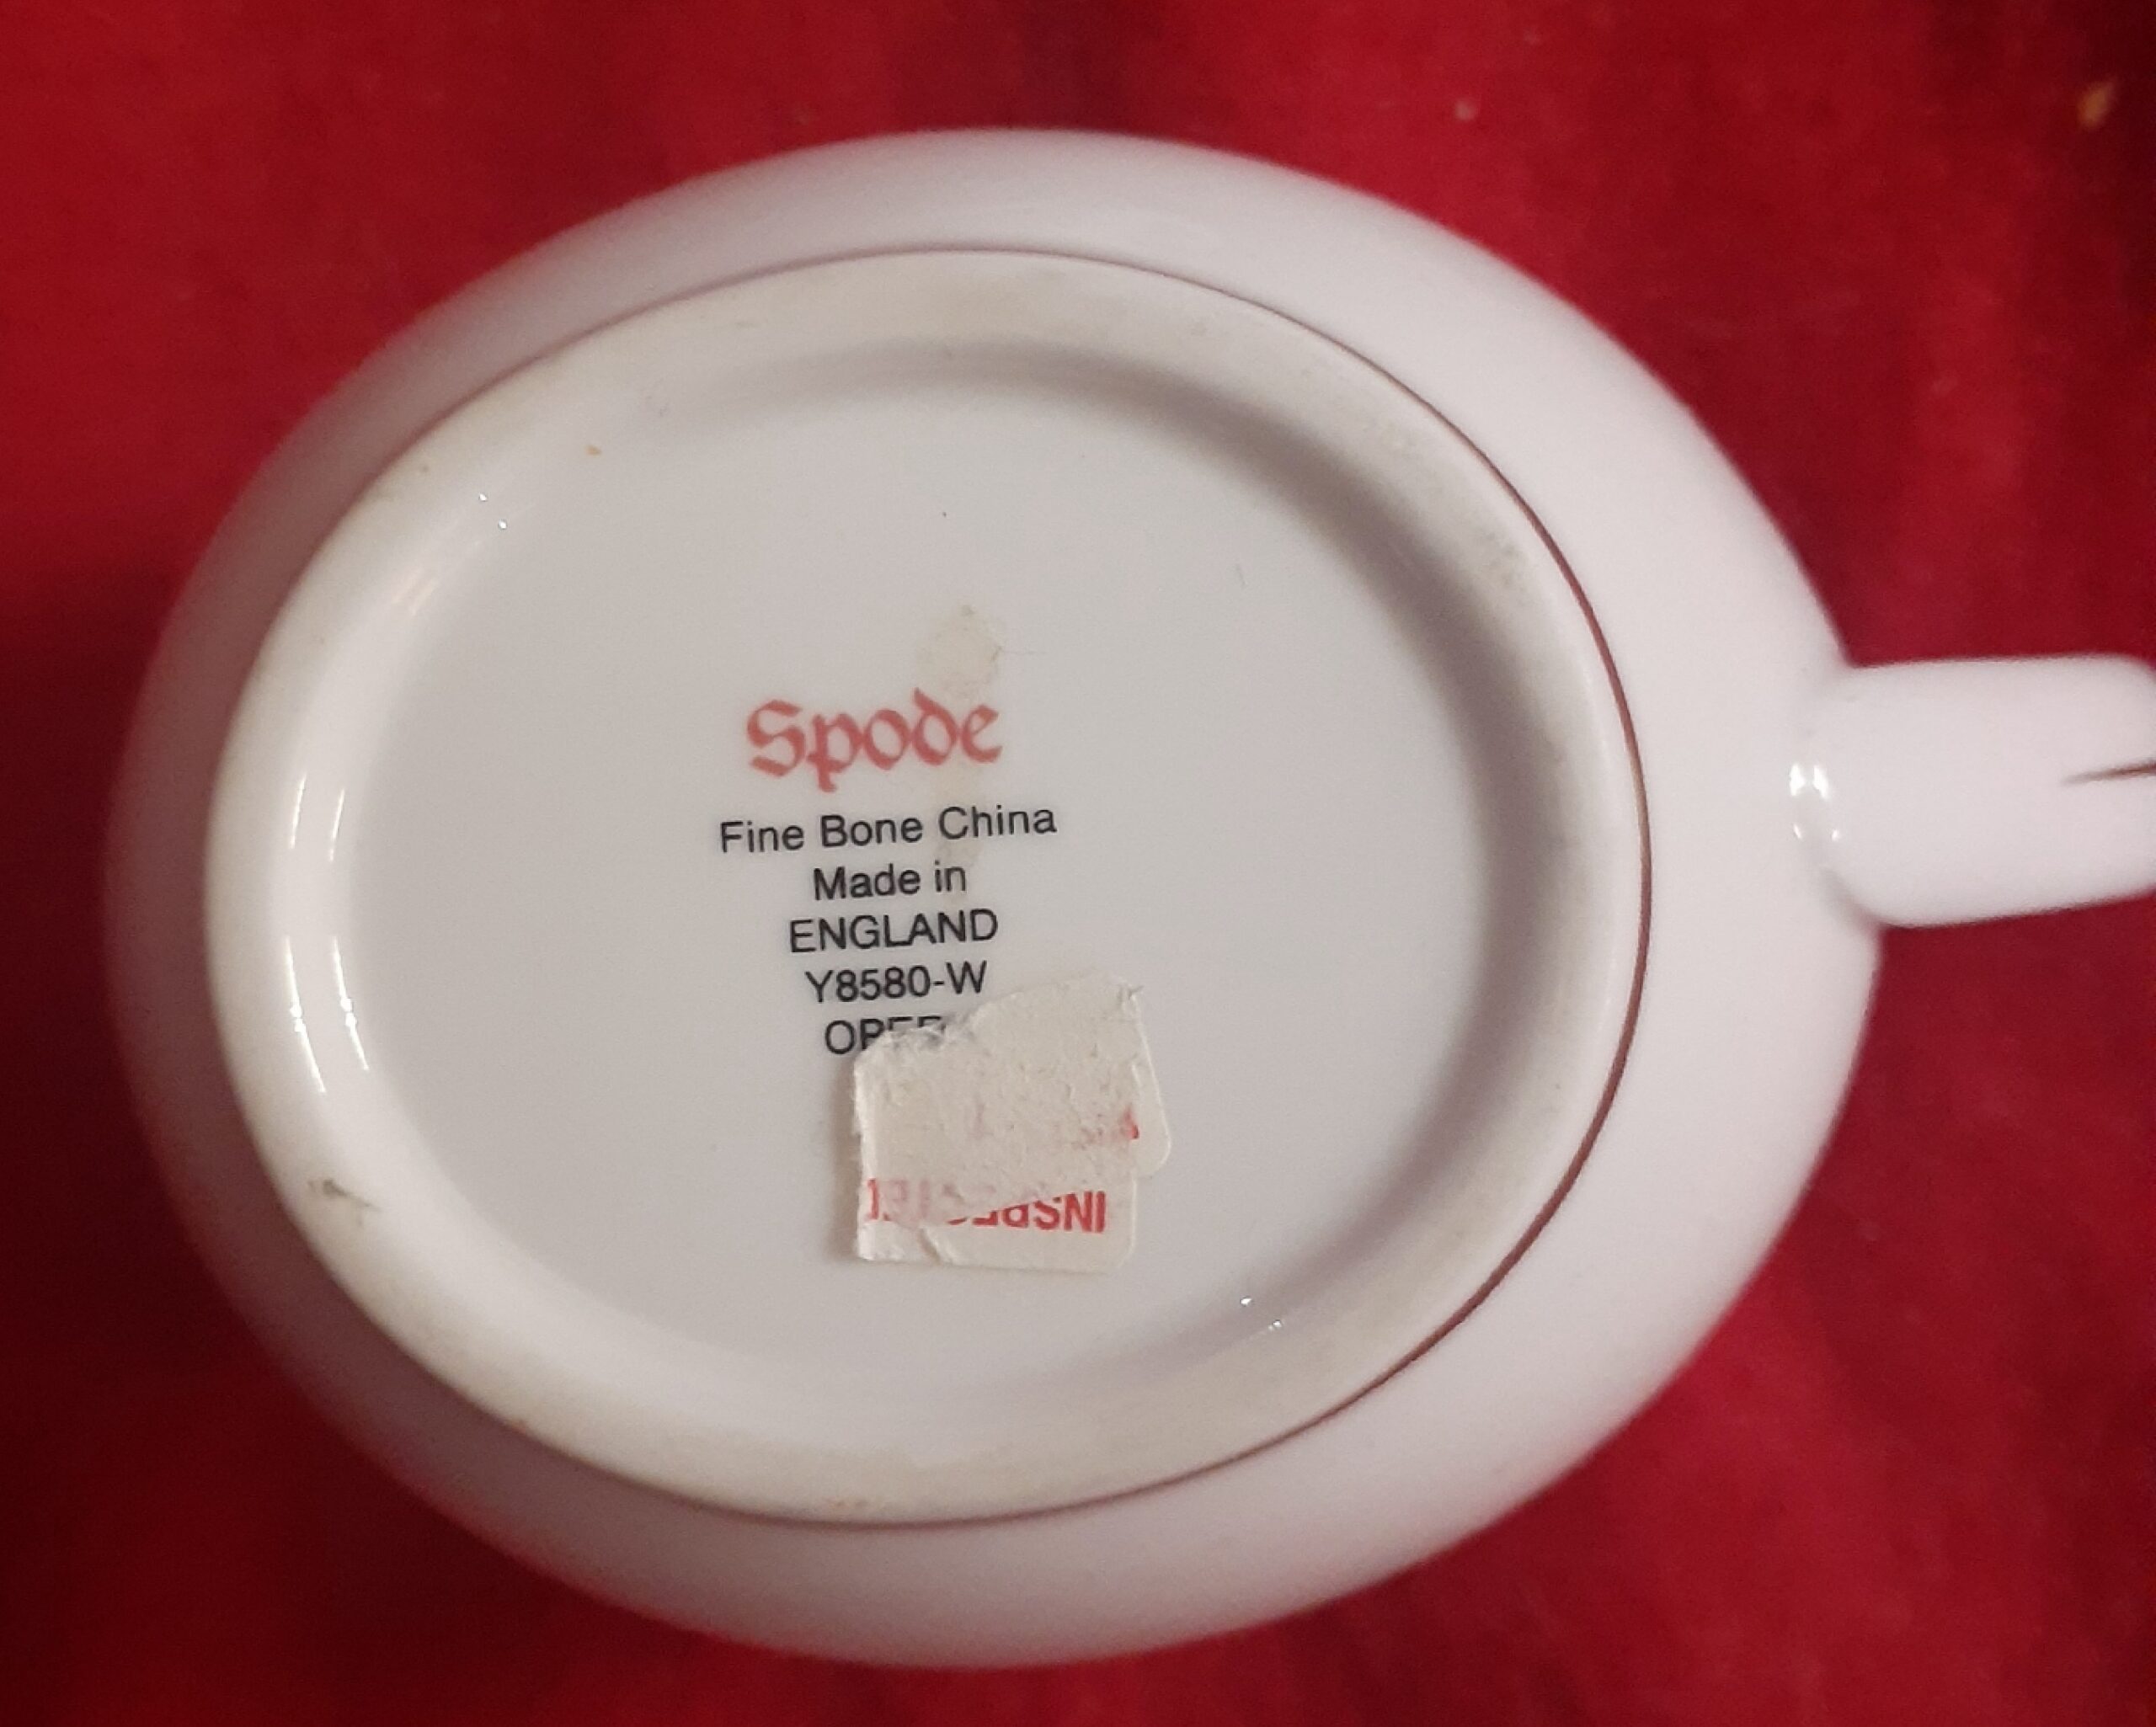 Spode
Fine Bone China
Made in
ENGLAND
Y8580-W